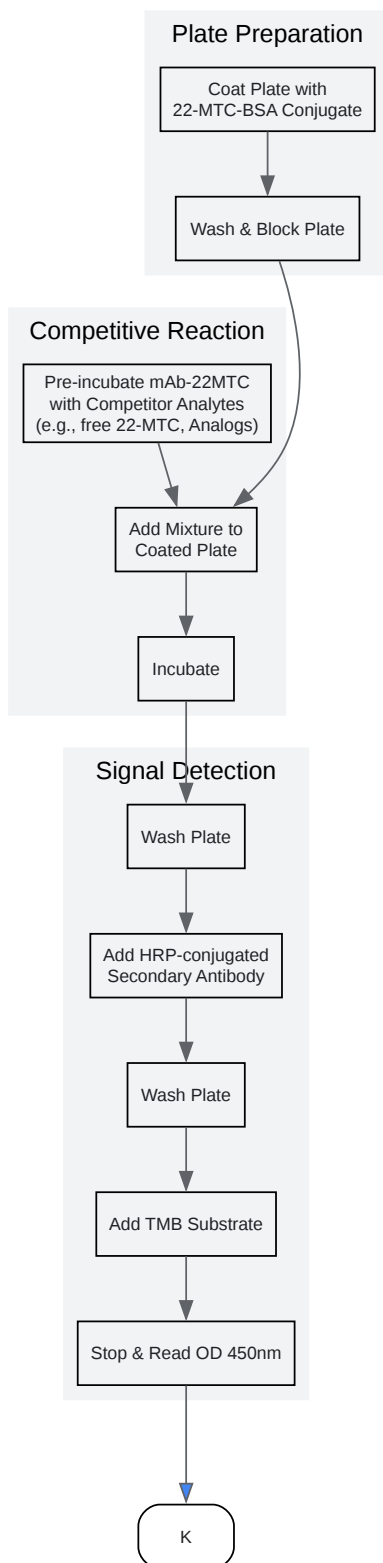 Plate Preparation
Coat Plate with
22-MTC-BSA Conjugate
Wash & Block Plate
Competitive Reaction
Pre-incubate mAb-22MTC
with Competitor Analytes
(e.g., free 22-MTC, Analogs)
Add Mixture to
Coated Plate
Incubate
Signal Detection
Wash Plate
Add HRP-conjugated
Secondary Antibody
Wash Plate
Add TMB Substrate
Stop & Read OD 450nm
K